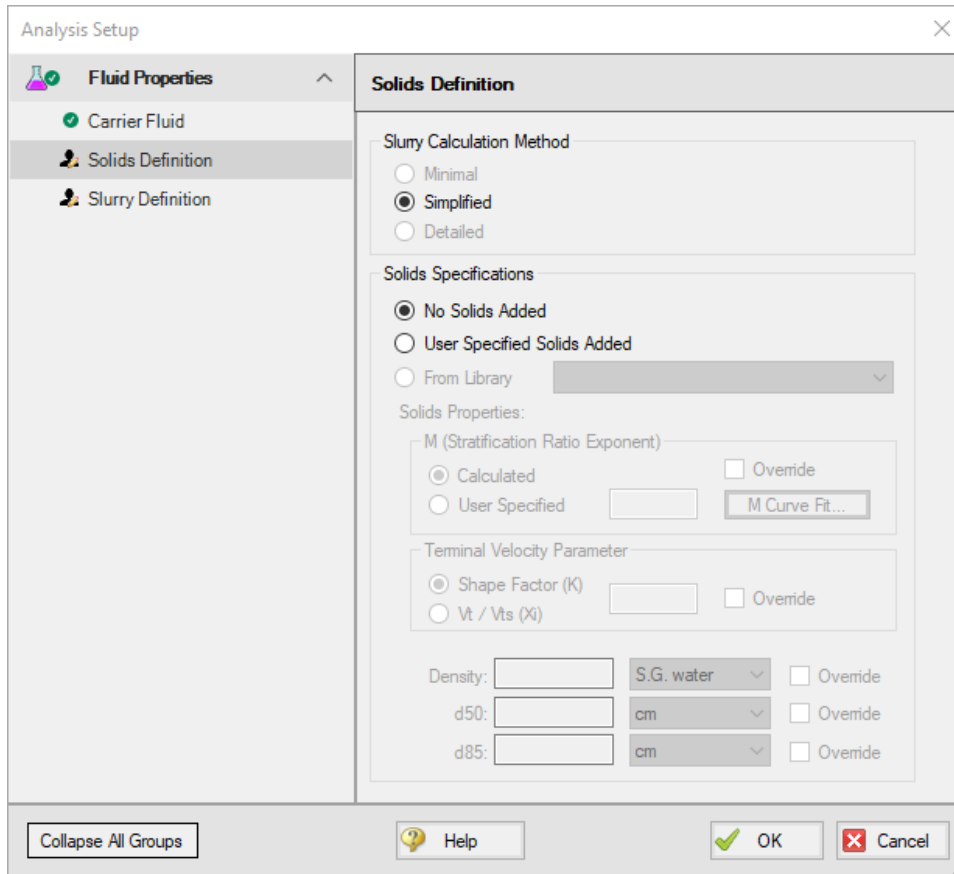 Analysis Setup
Fluid Properties
Carrier Fluid
Solids Definition
Slurry Definition
Solids Definition
Slurry Calculation Method
Minimal
Simplified
Detailed
Solids Specifications
No Solids Added
User Specified Solids Added
From Library
Solids Properties:
M (Stratification Ratio Exponent)
Calculated
Override
User Specified
M Curve Fit...
Terminal Velocity Parameter
Shape Factor (K)
Override
Vt / Vts (Xi)
Density: S.G. water Override
d50: cm Override
d85: cm Override
Collapse All Groups
Help
OK
Cancel